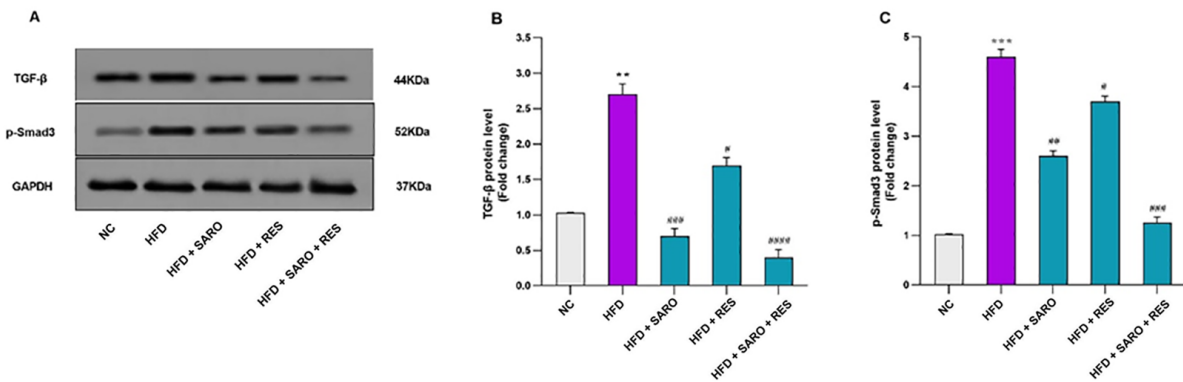 A
TGF-β
44KDa
p-Smad3
52KDa
GAPDH
37KDa
NC
HFD
HFD + SARO
HFD + RES
HFD + SARO + RES
B
TGF-β protein level
(Fold change)
3.5
3.0
2.5
2.0
1.5
1.0
0.5
0.0
**
###
#
####
NC
HFD
HFD + SARO
HFD + RES
HFD + SARO + RES
C
p-Smad3 protein level
(Fold change)
5
4
3
2
1
0
***
##
#
###
NC
HFD
HFD + SARO
HFD + RES
HFD + SARO + RES